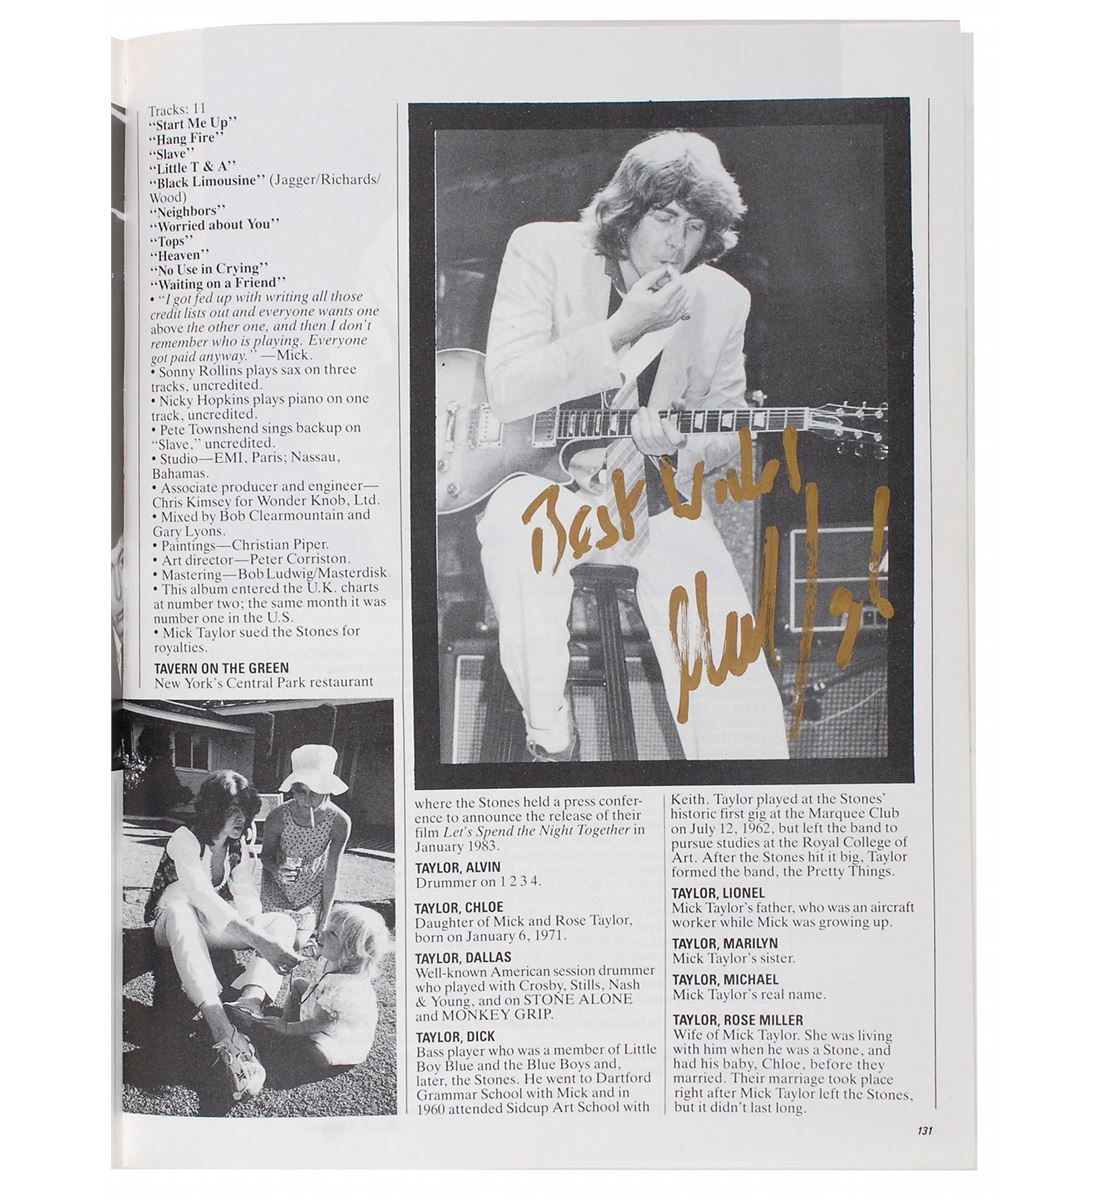 Tracks: 11
“Start Me Up”
“Hang Fire”
“Slave”
“Little T & A”
“Black Limousine” (Jagger/Richards/
Wood)
“Neighbors”
“Worried about You”
“Tops”
“Heaven”
“No Use in Crying”
“Waiting on a Friend”
• “I got fed up with writing all those
credit lists out and everyone wants one
above the other one, and then I don’t
remember who is playing. Everyone
got paid anyway.” —Mick.
• Sonny Rollins plays sax on three
tracks, uncredited.
• Nicky Hopkins plays piano on one
track, uncredited.
• Pete Townshend sings backup on
“Slave,” uncredited.
• Studio—EMI, Paris; Nassau,
Bahamas.
• Associate producer and engineer—
Chris Kimsey for Wonder Knob, Ltd.
• Mixed by Bob Clearmountain and
Gary Lyons.
• Paintings—Christian Piper.
• Art director—Peter Corriston.
• Mastering—Bob Ludwig/Masterdisk.
• This album entered the U.K. charts
at number two; the same month it was
number one in the U.S.
• Mick Taylor sued the Stones for
royalties.
TAVERN ON THE GREEN
New York’s Central Park restaurant
Best
where the Stones held a press confer-
ence to announce the release of their
film Let’s Spend the Night Together in
January 1983.
TAYLOR, ALVIN
Drummer on 1 2 3 4.
TAYLOR, CHLOE
Daughter of Mick and Rose Taylor,
born on January 6, 1971.
TAYLOR, DALLAS
Well-known American session drummer
who played with Crosby, Stills, Nash
& Young, and on STONE ALONE
and MONKEY GRIP.
TAYLOR, DICK
Bass player who was a member of Little
Boy Blue and the Blue Boys and,
later, the Stones. He went to Dartford
Grammar School with Mick and in
1960 attended Sidcup Art School with
Keith. Taylor played at the Stones’
historic first gig at the Marquee Club
on July 12, 1962, but left the band to
pursue studies at the Royal College of
Art. After the Stones hit it big, Taylor
formed the band, the Pretty Things.
TAYLOR, LIONEL
Mick Taylor’s father, who was an aircraft
worker while Mick was growing up.
TAYLOR, MARILYN
Mick Taylor’s sister.
TAYLOR, MICHAEL
Mick Taylor’s real name.
TAYLOR, ROSE MILLER
Wife of Mick Taylor. She was living
with him when he was a Stone, and
had his baby, Chloe, before they
married. Their marriage took place
right after Mick Taylor left the Stones,
but it didn’t last long.
131